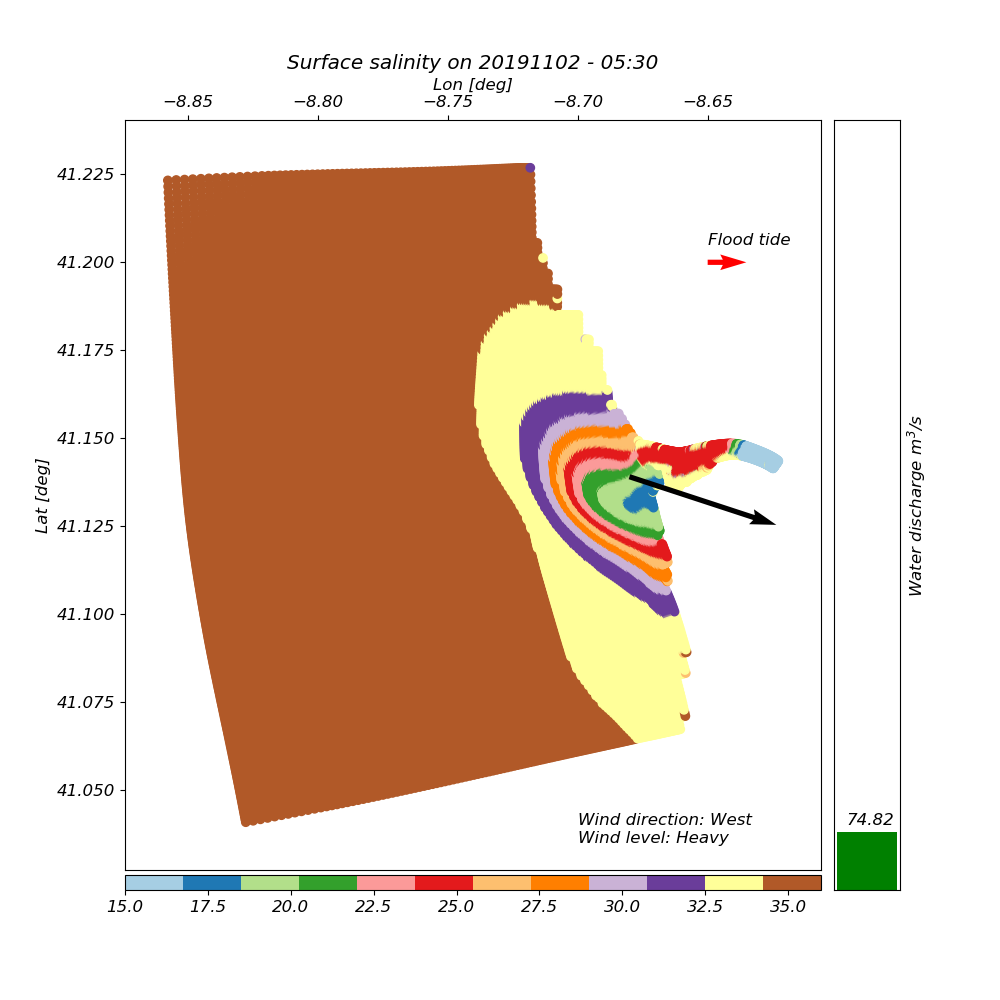 Surface salinity on 20191102 - 05:30
Lon [deg]
−8.85 −8.80 −8.75 −8.70 −8.65
41.225
41.200
41.175
41.150
41.125
41.100
41.075
41.050
Lat [deg]
Flood tide
Wind direction: West
Wind level: Heavy
74.82
Water discharge m³/s
15.0 17.5 20.0 22.5 25.0 27.5 30.0 32.5 35.0